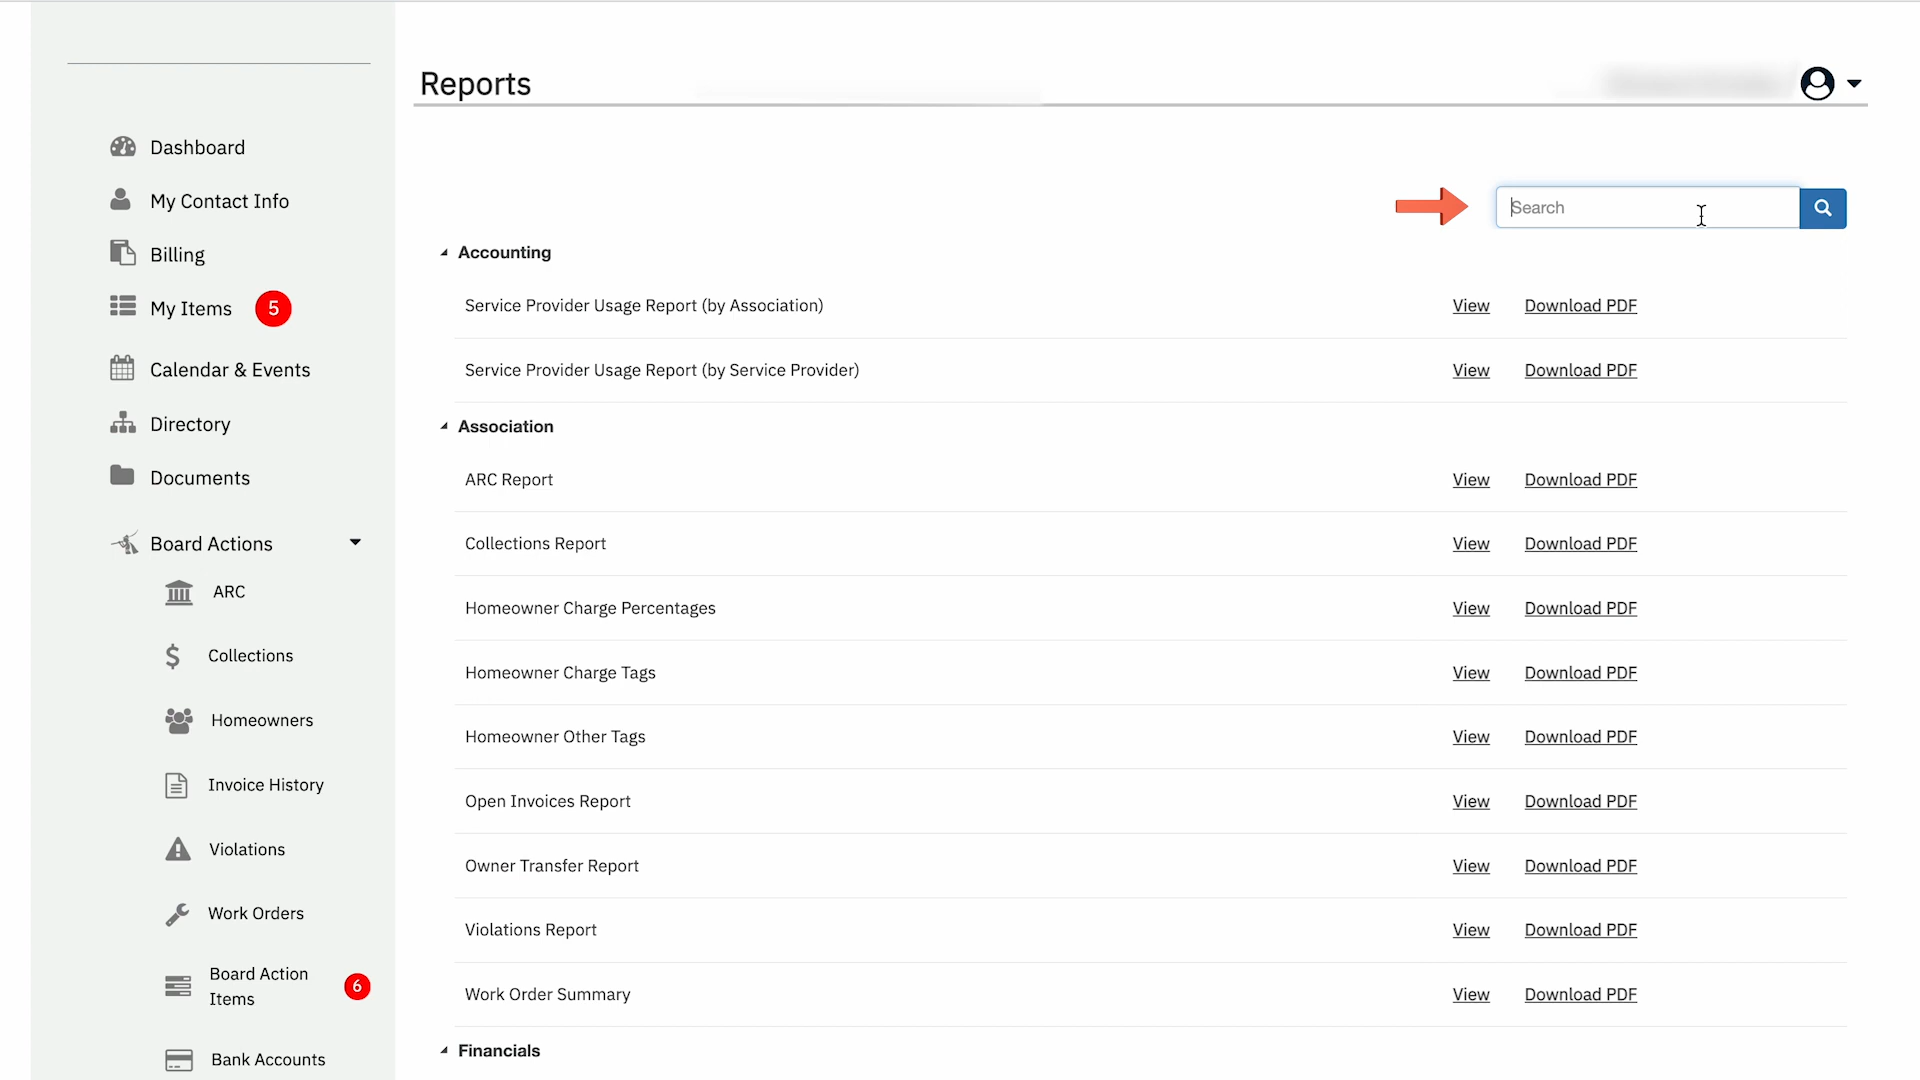 Reports
Dashboard
My Contact Info
Billing
My Items 5
Calendar & Events
Directory
Documents
Board Actions
ARC
Collections
Homeowners
Invoice History
Violations
Work Orders
Board Action
Items
6
Bank Accounts
Search
Accounting
Service Provider Usage Report (by Association) View Download PDF
Service Provider Usage Report (by Service Provider) View Download PDF
Association
ARC Report View Download PDF
Collections Report View Download PDF
Homeowner Charge Percentages View Download PDF
Homeowner Charge Tags View Download PDF
Homeowner Other Tags View Download PDF
Open Invoices Report View Download PDF
Owner Transfer Report View Download PDF
Violations Report View Download PDF
Work Order Summary View Download PDF
Financials